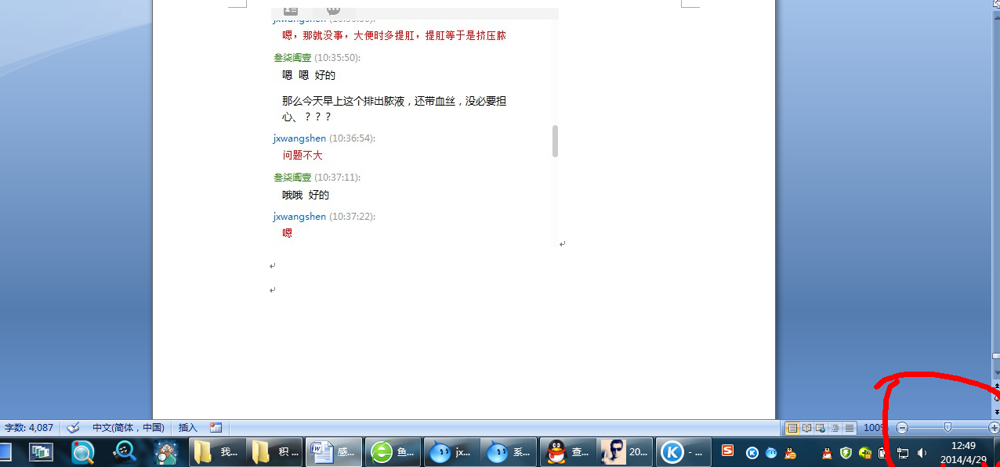 jxwangshen (10:35:30):
嗯，那就没事，大便时多提肛，提肛等于是挤压脓
叁柒阖壹 (10:35:50):
嗯 嗯 好的
那么今天早上这个排出脓液，还带血丝，没必要担
心、？？？
jxwangshen (10:36:54):
问题不大
叁柒阖壹 (10:37:11):
哦哦 好的
jxwangshen (10:37:22):
嗯
字数: 4,087 中文(简体，中国) 插入 100%
我... 积 ... 感... 鱼... jx... 系... 查... 20... - ...
12:49
2014/4/29